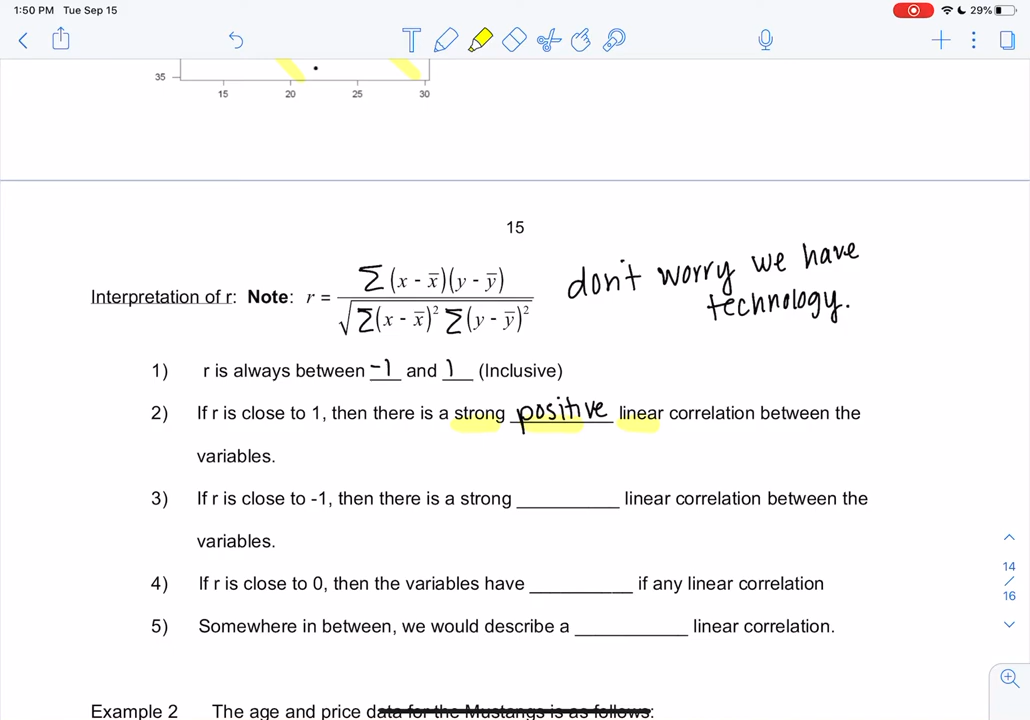 1:50 PM Tue Sep 15 29%
T
35
15 20 25 30
15
Interpretation of r: Note: r = Σ(x - x̄)(y - ȳ) / √Σ(x - x̄)² Σ(y - ȳ)² don't worry we have
technology.
1) r is always between -1 and 1 (Inclusive)
2) If r is close to 1, then there is a strong positive linear correlation between the
variables.
3) If r is close to -1, then there is a strong __________ linear correlation between the
variables.
4) If r is close to 0, then the variables have __________ if any linear correlation
14
/
16
5) Somewhere in between, we would describe a ___________ linear correlation.
Example 2 The age and price data for the Mustangs is as follows: